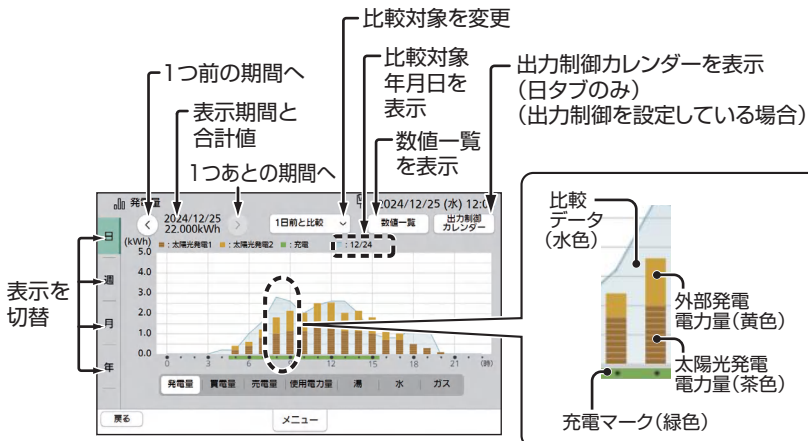 比較対象を変更
1つ前の期間へ
比較対象
年月日を
表示
出力制御カレンダーを表示
(日タブのみ)
(出力制御を設定している場合)
表示期間と
合計値
数値一覧
を表示
1つあとの期間へ
発電量
2024/12/25 (水) 12:0
2024/12/25
22.000kWh
1日前と比較
数値一覧
出力制御
カレンダー
(kWh)
:太陽光発電1 :太陽光発電2 :充電 :12/24
日
週
月
年
5.0
4.0
3.0
2.0
1.0
0.0
0 3 6 9 12 15 18 21 (時)
発電量 買電量 売電量 使用電力量 湯 水 ガス
戻る
メニュー
表示を
切替
比較
データ
(水色)
外部発電
電力量(黄色)
太陽光発電
電力量(茶色)
充電マーク(緑色)